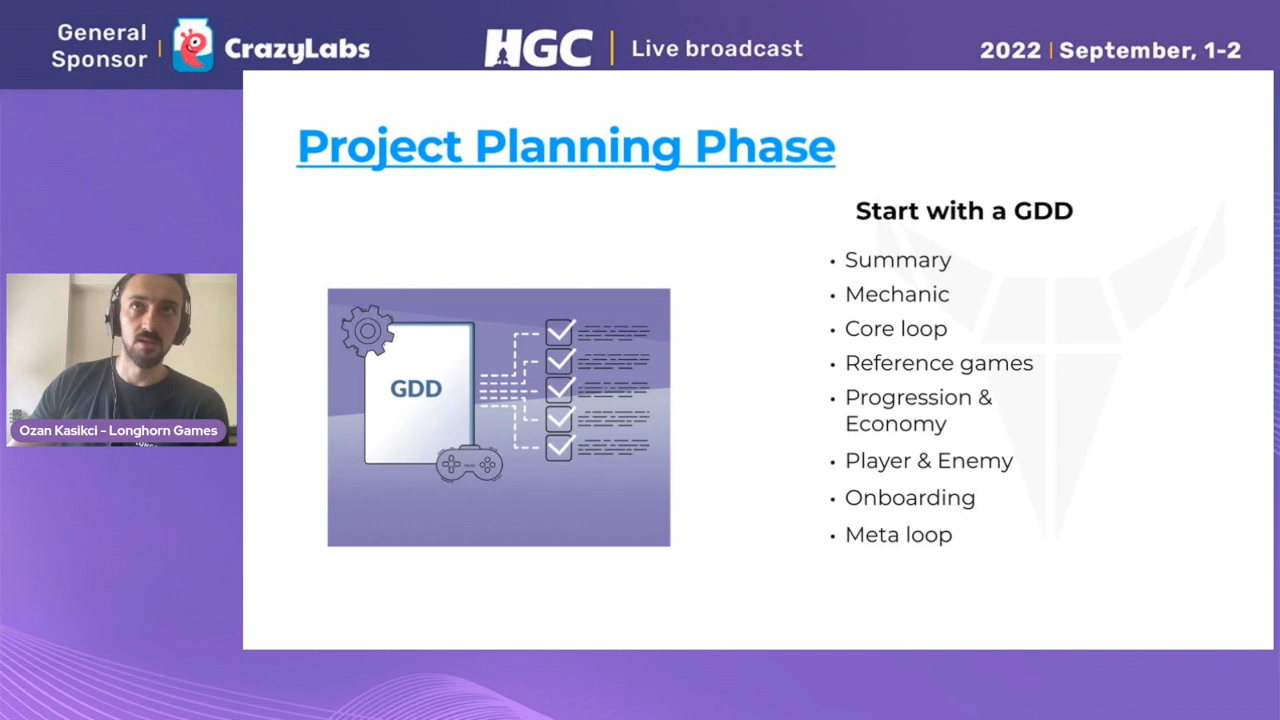 General
Sponsor
CrazyLabs
HGC
Live broadcast
2022 | September, 1-2
Project Planning Phase
Start with a GDD
• Summary
• Mechanic
• Core loop
• Reference games
• Progression &
Economy
• Player & Enemy
• Onboarding
• Meta loop
GDD
Ozan Kasikci - Longhorn Games